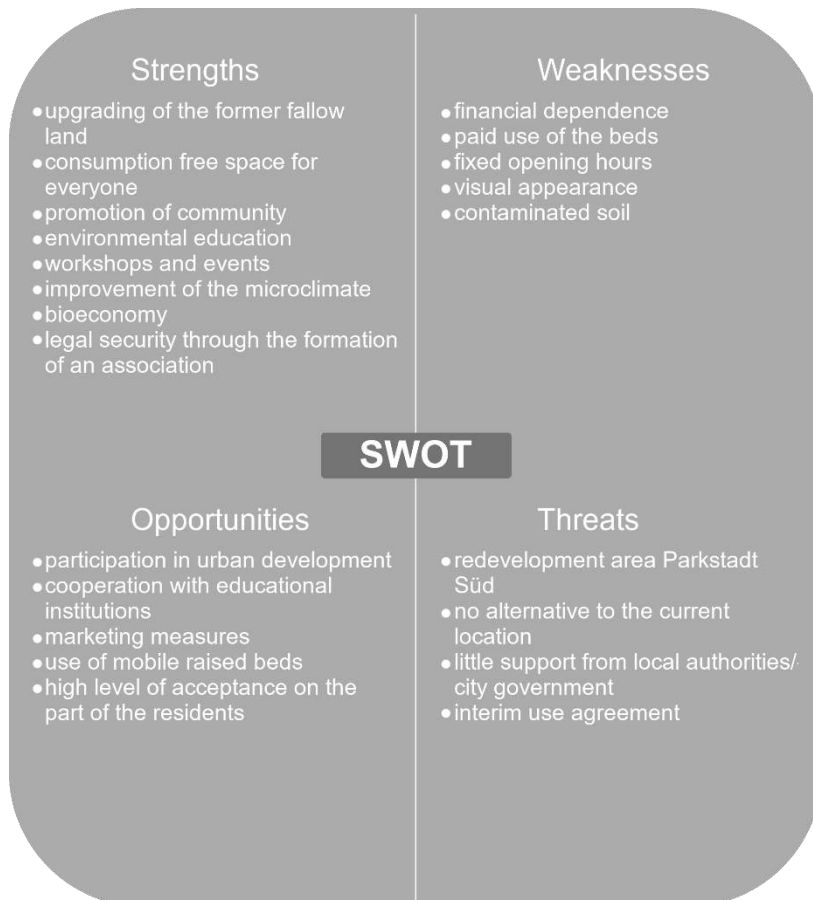 Strengths
•upgrading of the former fallow
land
•consumption free space for
everyone
•promotion of community
•environmental education
•workshops and events
•improvement of the microclimate
•bioeconomy
•legal security through the formation
of an association
Weaknesses
•financial dependence
•paid use of the beds
•fixed opening hours
•visual appearance
•contaminated soil
SWOT
Opportunities
•participation in urban development
•cooperation with educational
institutions
•marketing measures
•use of mobile raised beds
•high level of acceptance on the
part of the residents
Threats
•redevelopment area Parkstadt
Süd
•no alternative to the current
location
•little support from local authorities/
city government
•interim use agreement